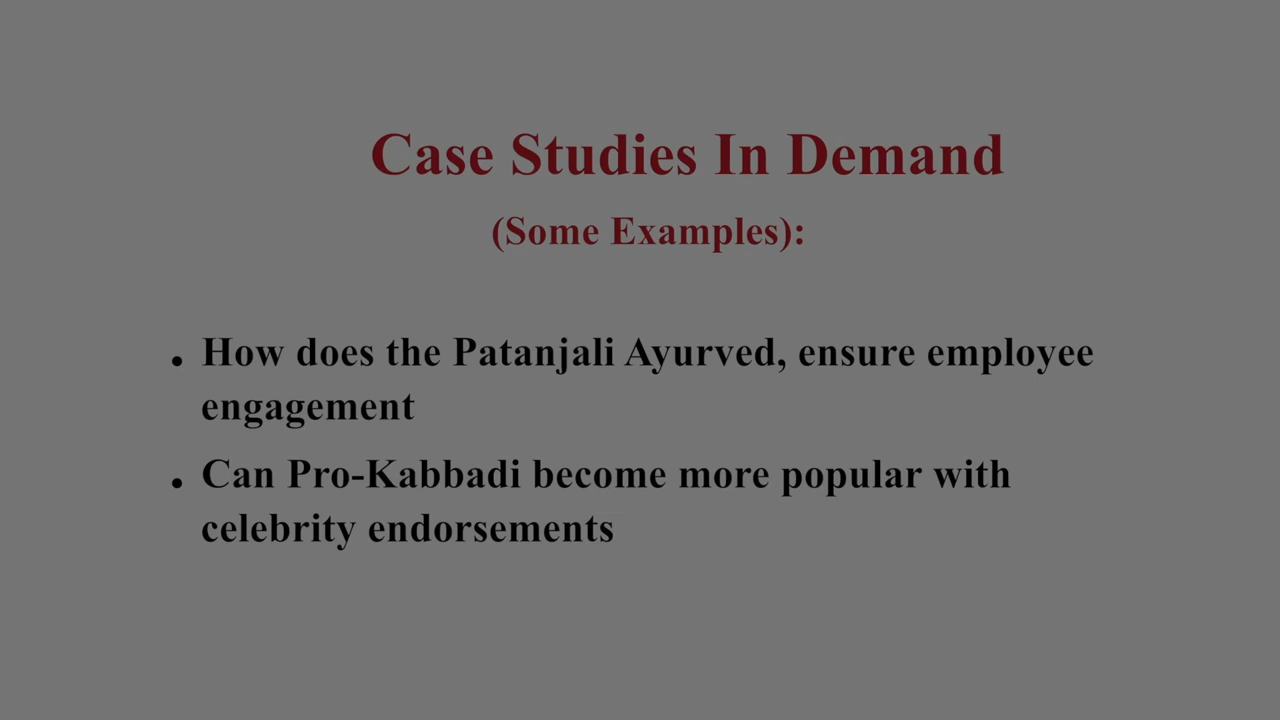 Case Studies In Demand
(Some Examples):
. How does the Patanjali Ayurved, ensure employee
engagement
. Can Pro-Kabbadi become more popular with
celebrity endorsements